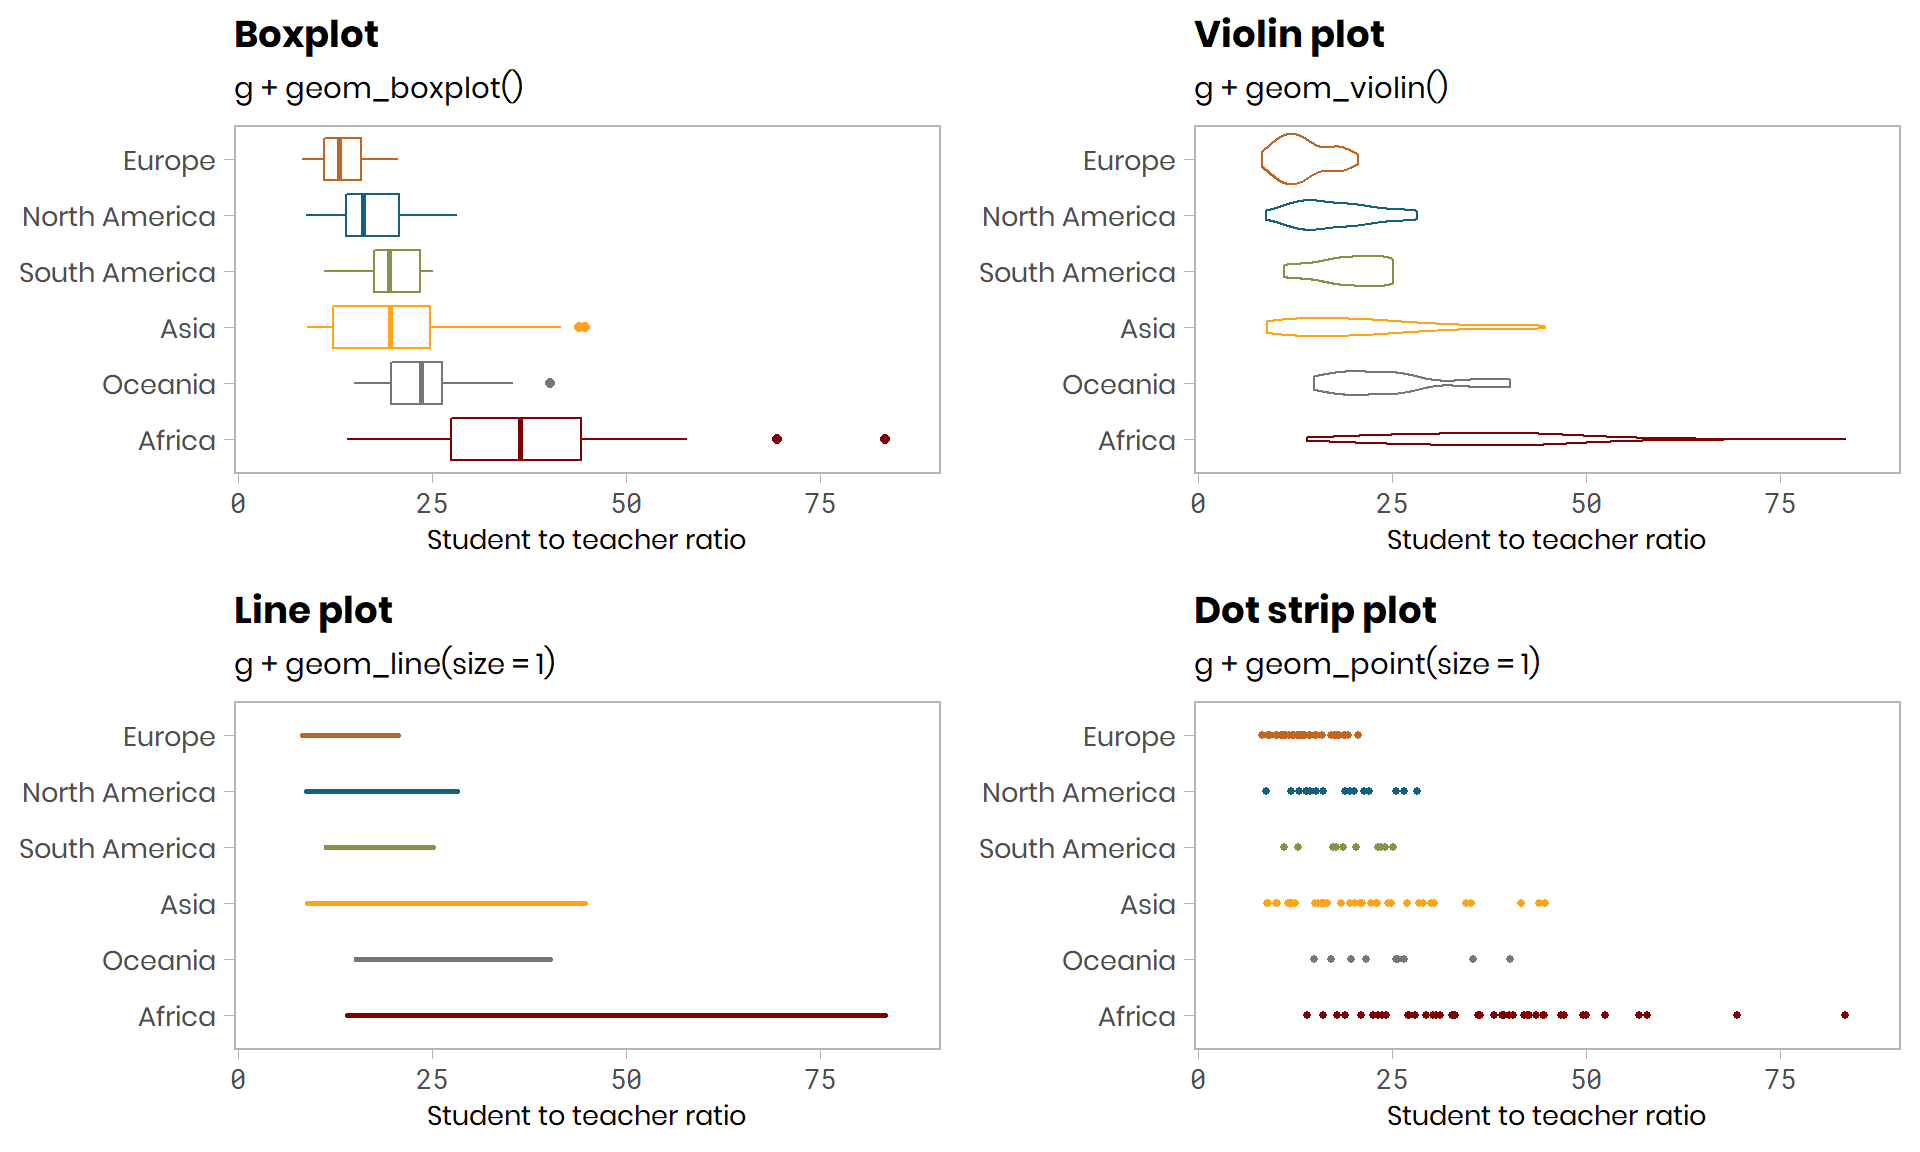 Boxplot
g + geom_boxplot()
Europe
North America
South America
Asia
Oceania
Africa
0 25 50 75
Student to teacher ratio
Violin plot
g + geom_violin()
Europe
North America
South America
Asia
Oceania
Africa
0 25 50 75
Student to teacher ratio
Line plot
g + geom_line(size = 1)
Europe
North America
South America
Asia
Oceania
Africa
0 25 50 75
Student to teacher ratio
Dot strip plot
g + geom_point(size = 1)
Europe
North America
South America
Asia
Oceania
Africa
0 25 50 75
Student to teacher ratio